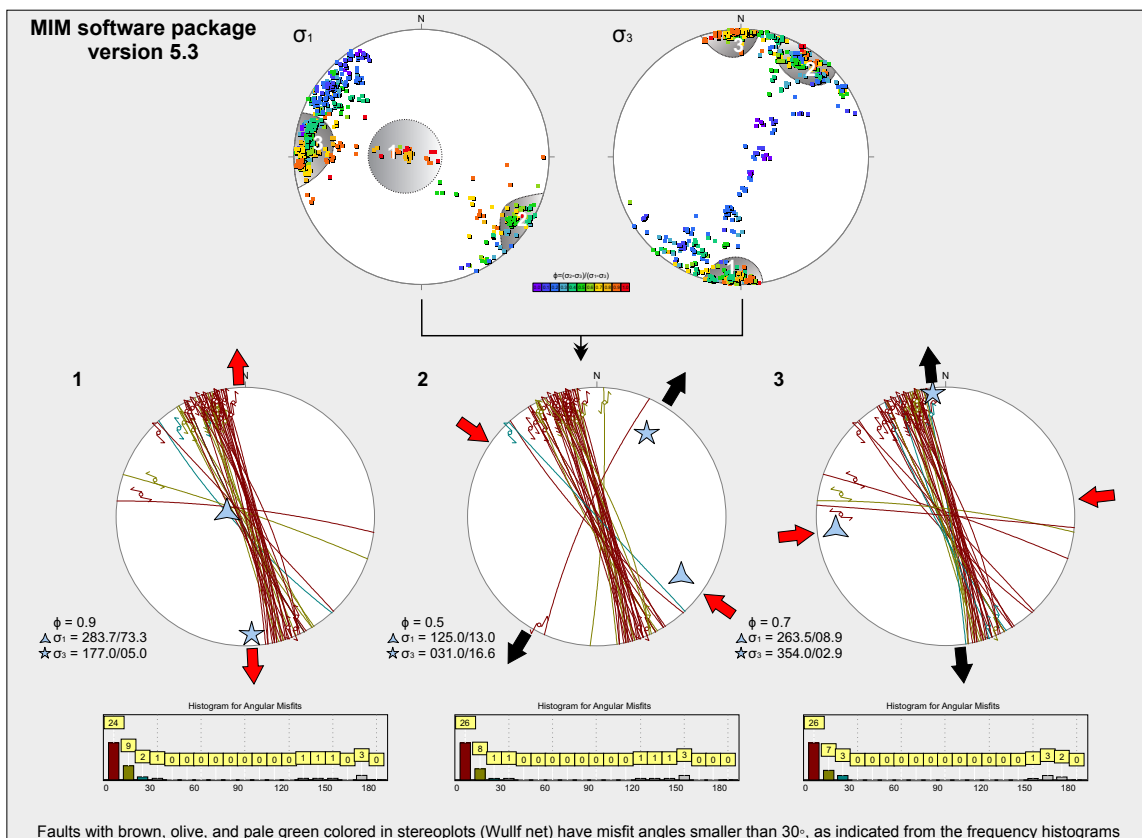 MIM software package
version 5.3
σ1
N
σ3
N
3
1
2
3
2
1
ϕ=(σ₂-σ₃)/(σ₁-σ₃)
1
N
2
N
3
N
ϕ = 0.9
σ1 = 283.7/73.3
σ3 = 177.0/05.0
ϕ = 0.5
σ1 = 125.0/13.0
σ3 = 031.0/16.6
ϕ = 0.7
σ1 = 263.5/08.9
σ3 = 354.0/02.9
Histogram for Angular Misfits
24 9 2 1 0 0 0 0 0 0 0 0 0 1 1 1 0 3 0
0 30 60 90 120 150 180
Histogram for Angular Misfits
26 8 1 1 0 0 0 0 0 0 0 0 1 1 1 3 0 0 0
0 30 60 90 120 150 180
Histogram for Angular Misfits
26 7 3 0 0 0 0 0 0 0 0 0 0 0 0 1 3 2 0
0 30 60 90 120 150 180
Faults with brown, olive, and pale green colored in stereoplots (Wullf net) have misfit angles smaller than 30◦, as indicated from the frequency histograms